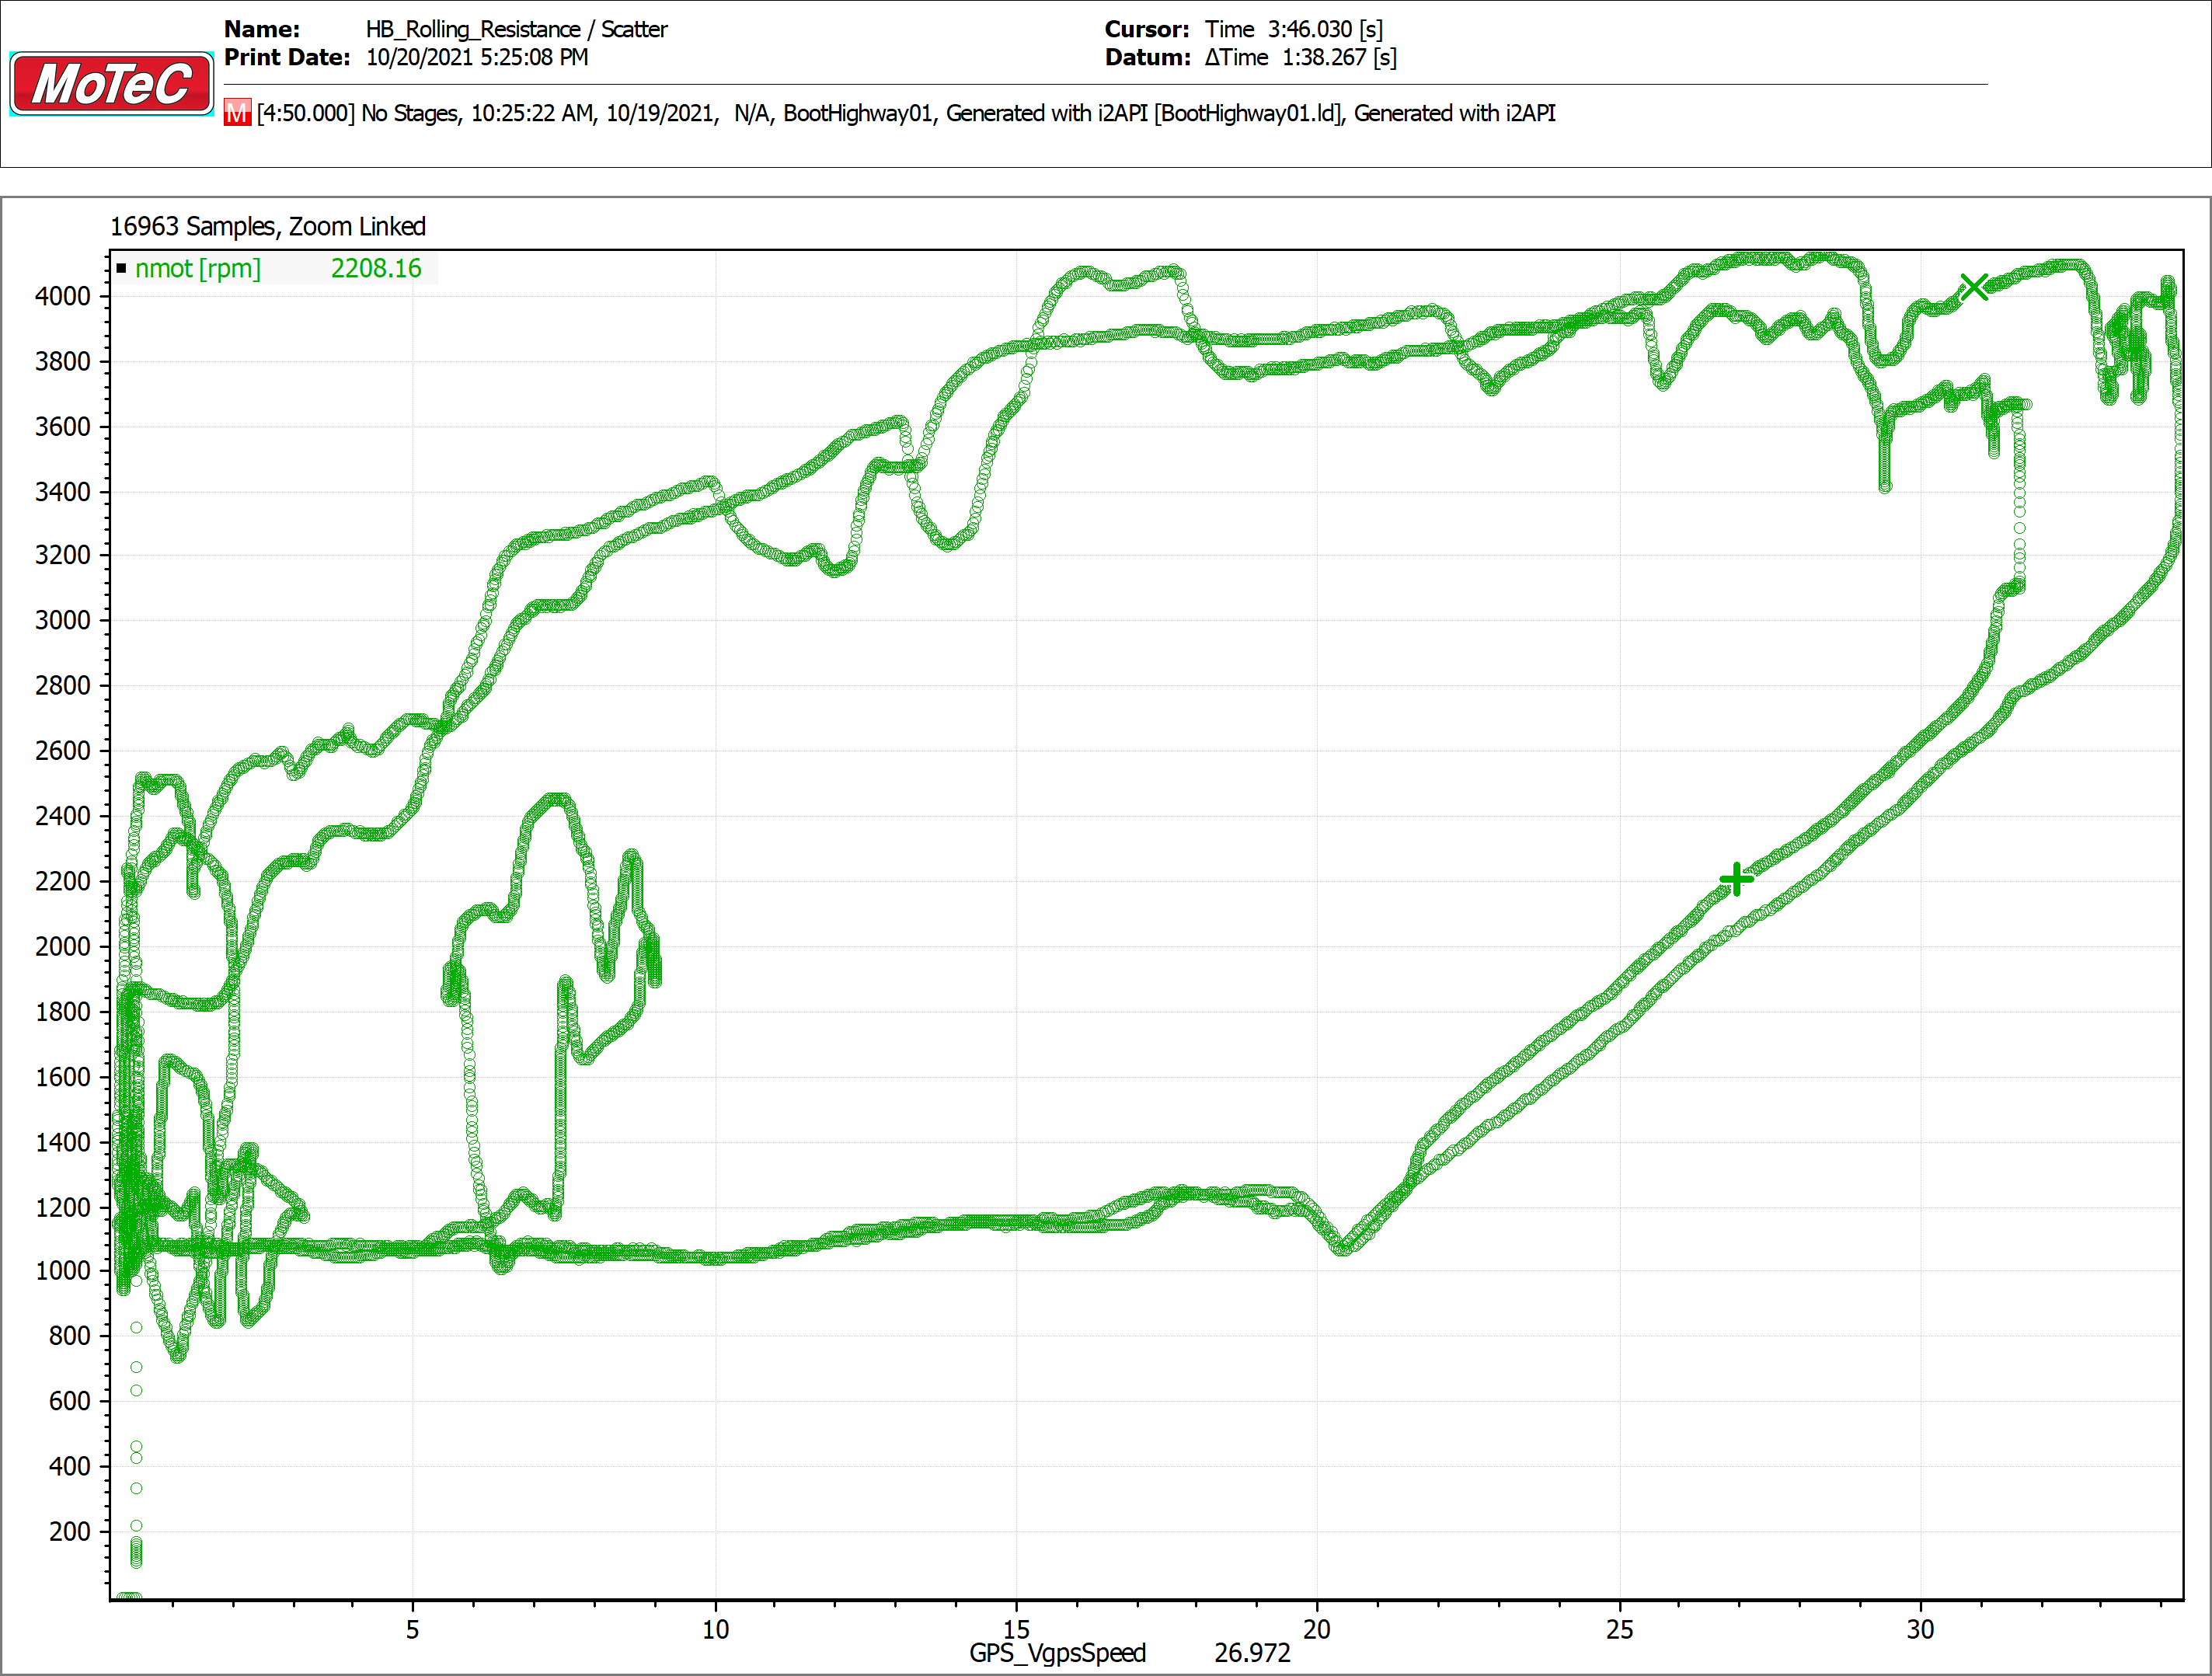 Name: HB_Rolling_Resistance / Scatter
Cursor: Time 3:46.030 [s]
Print Date: 10/20/2021 5:25:08 PM
Datum: ΔTime 1:38.267 [s]
MoTeC
M [4:50.000] No Stages, 10:25:22 AM, 10/19/2021, N/A, BootHighway01, Generated with i2API [BootHighway01.ld], Generated with i2API
16963 Samples, Zoom Linked
nmot [rpm] 2208.16
4000
3800
3600
3400
3200
3000
2800
2600
2400
2200
2000
1800
1600
1400
1200
1000
800
600
400
200
5 10 15 20 25 30
GPS_VgpsSpeed 26.972